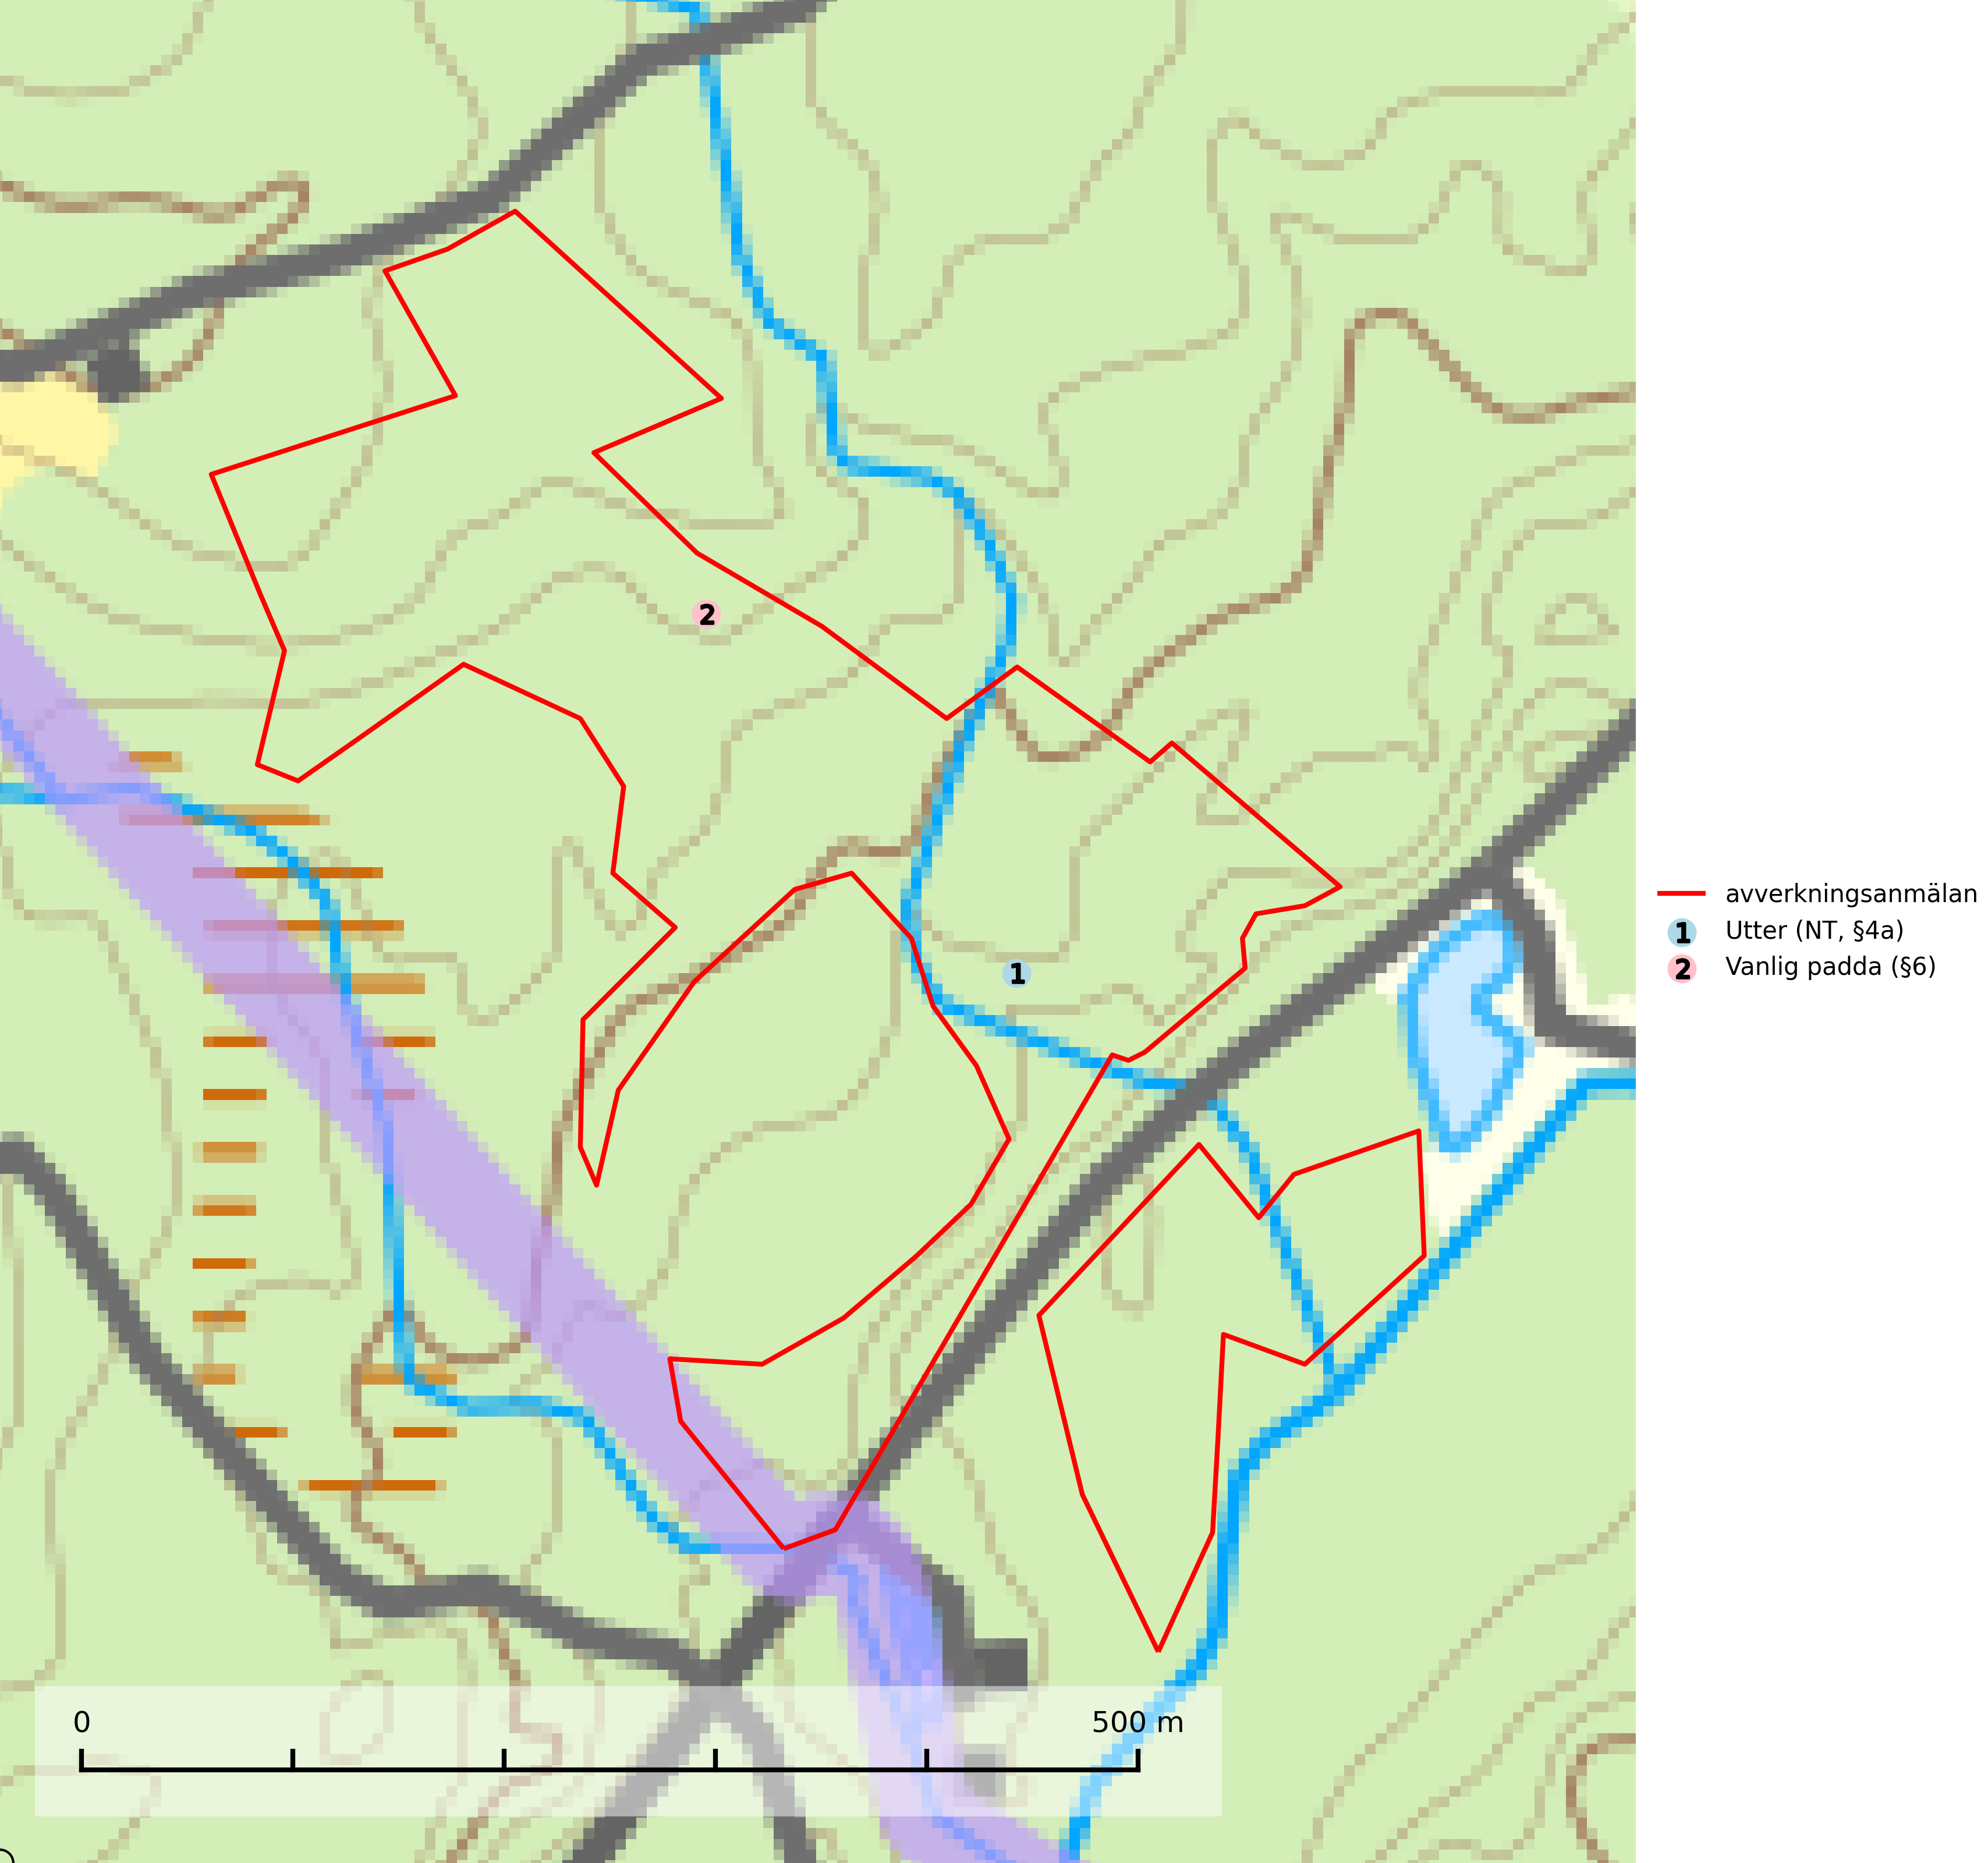 2
1
avverkningsanmälan
1 Utter (NT, §4a)
2 Vanlig padda (§6)
0 500 m